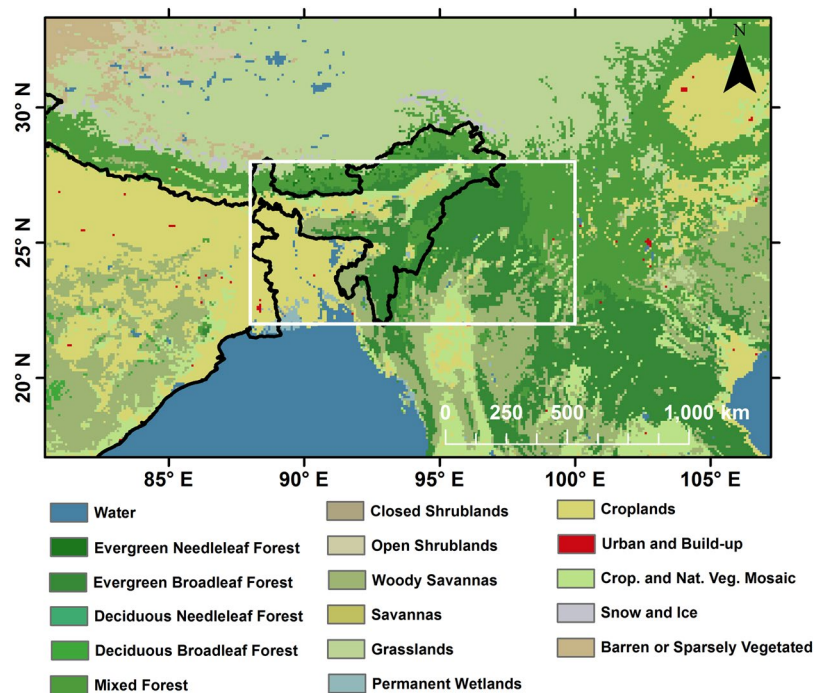 N
30° N
25° N
20° N
0 250 500 1.000 km
85° E 90° E 95° E 100° E 105° E
Water
Evergreen Needleleaf Forest
Evergreen Broadleaf Forest
Deciduous Needleleaf Forest
Deciduous Broadleaf Forest
Mixed Forest
Closed Shrublands
Open Shrublands
Woody Savannas
Savannas
Grasslands
Permanent Wetlands
Croplands
Urban and Build-up
Crop. and Nat. Veg. Mosaic
Snow and Ice
Barren or Sparsely Vegetated